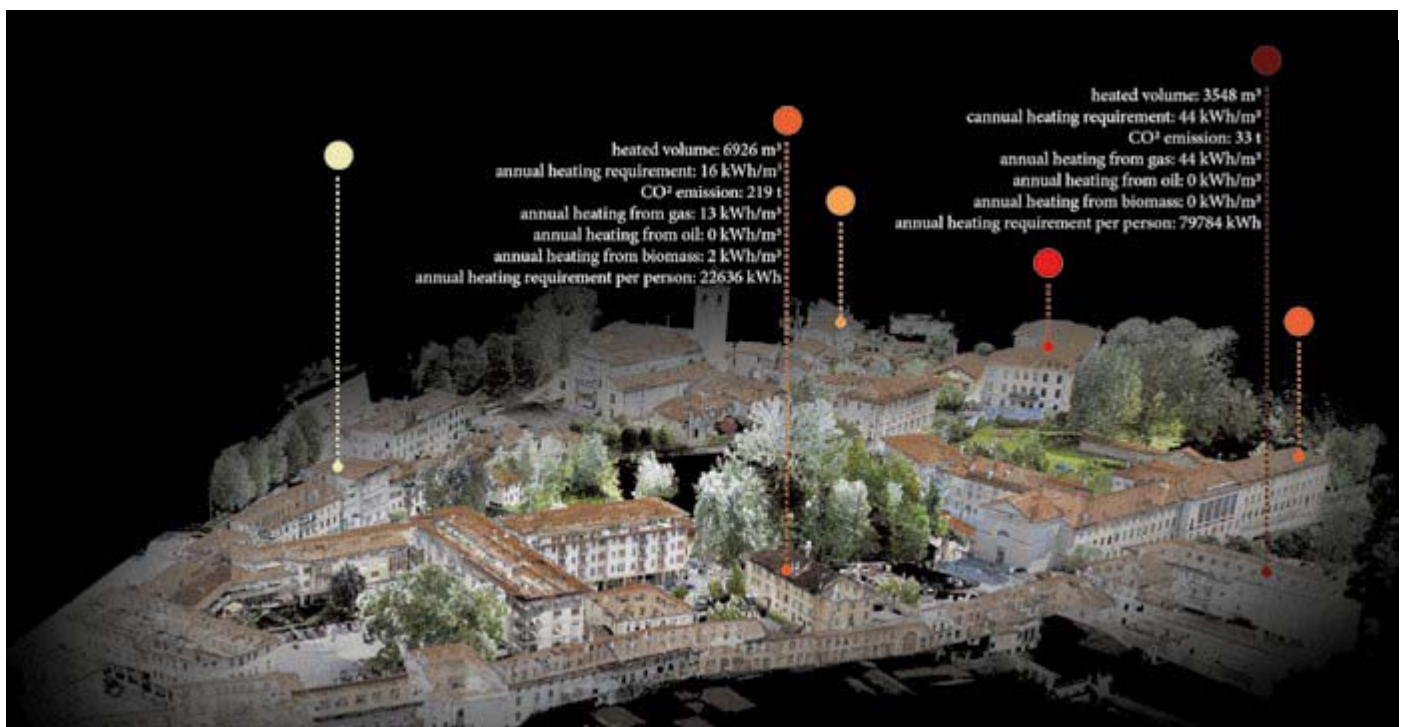 heated volume: 6926 m³
annual heating requirement: 16 kWh/m³
CO² emission: 219 t
annual heating from gas: 13 kWh/m³
annual heating from oil: 0 kWh/m³
annual heating from biomass: 2 kWh/m³
annual heating requirement per person: 22636 kWh
heated volume: 3548 m³
cannual heating requirement: 44 kWh/m³
CO² emission: 33 t
annual heating from gas: 44 kWh/m³
annual heating from oil: 0 kWh/m³
annual heating from biomass: 0 kWh/m³
annual heating requirement per person: 79784 kWh